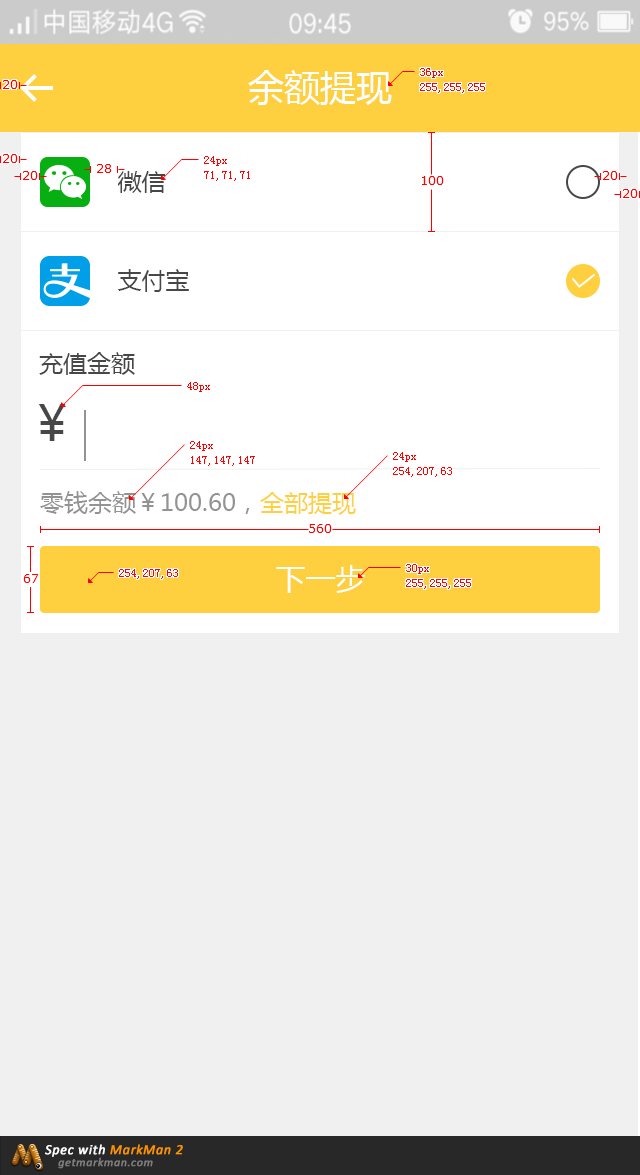 中国移动4G 09:45 95%
余额提现
36px
255, 255, 255
20
20
20
28
微信
24px
71, 71, 71
100
20
20
支付宝
充值金额
¥
48px
24px
147, 147, 147
24px
254, 207, 63
零钱余额¥100.60，全部提现
560
67
254, 207, 63
下一步
30px
255, 255, 255
Spec with MarkMan 2
getmarkman.com